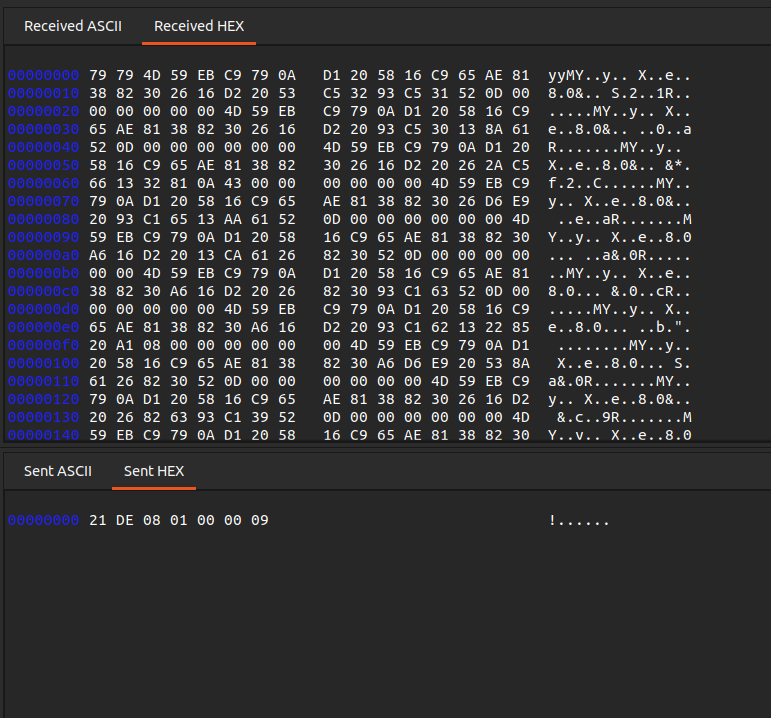 Received ASCII Received HEX
00000000 79 79 4D 59 EB C9 79 0A D1 20 58 16 C9 65 AE 81 yyMY..y.. X..e..
00000010 38 82 30 26 16 D2 20 53 C5 32 93 C5 31 52 0D 00 8.0&.. S.2..1R..
00000020 00 00 00 00 00 4D 59 EB C9 79 0A D1 20 58 16 C9 .....MY..y.. X..
00000030 65 AE 81 38 82 30 26 16 D2 20 93 C5 30 13 8A 61 e..8.0&.. ..0..a
00000040 52 0D 00 00 00 00 00 00 4D 59 EB C9 79 0A D1 20 R.......MY..y..
00000050 58 16 C9 65 AE 81 38 82 30 26 16 D2 20 26 2A C5 X..e..8.0&.. &*.
00000060 66 13 32 81 0A 43 00 00 00 00 00 00 4D 59 EB C9 f.2..C......MY..
00000070 79 0A D1 20 58 16 C9 65 AE 81 38 82 30 26 D6 E9 y.. X..e..8.0&..
00000080 20 93 C1 65 13 AA 61 52 0D 00 00 00 00 00 00 4D ..e..aR.......M
00000090 59 EB C9 79 0A D1 20 58 16 C9 65 AE 81 38 82 30 Y..y.. X..e..8.0
000000a0 A6 16 D2 20 13 CA 61 26 82 30 52 0D 00 00 00 00 ... ..a&.0R.....
000000b0 00 00 4D 59 EB C9 79 0A D1 20 58 16 C9 65 AE 81 ..MY..y.. X..e..
000000c0 38 82 30 A6 16 D2 20 26 82 30 93 C1 63 52 0D 00 8.0... &.0..cR..
000000d0 00 00 00 00 00 4D 59 EB C9 79 0A D1 20 58 16 C9 .....MY..y.. X..
000000e0 65 AE 81 38 82 30 A6 16 D2 20 93 C1 62 13 22 85 e..8.0... ..b.".
000000f0 20 A1 08 00 00 00 00 00 00 4D 59 EB C9 79 0A D1 ........MY..y..
00000100 20 58 16 C9 65 AE 81 38 82 30 A6 D6 E9 20 53 8A X..e..8.0... S.
00000110 61 26 82 30 52 0D 00 00 00 00 00 00 4D 59 EB C9 a&.0R.......MY..
00000120 79 0A D1 20 58 16 C9 65 AE 81 38 82 30 26 16 D2 y.. X..e..8.0&..
00000130 20 26 82 63 93 C1 39 52 0D 00 00 00 00 00 00 4D &.c..9R.......M
00000140 59 EB C9 79 0A D1 20 58 16 C9 65 AE 81 38 82 30 Y..y.. X..e..8.0
Sent ASCII Sent HEX
00000000 21 DE 08 01 00 00 09 !......